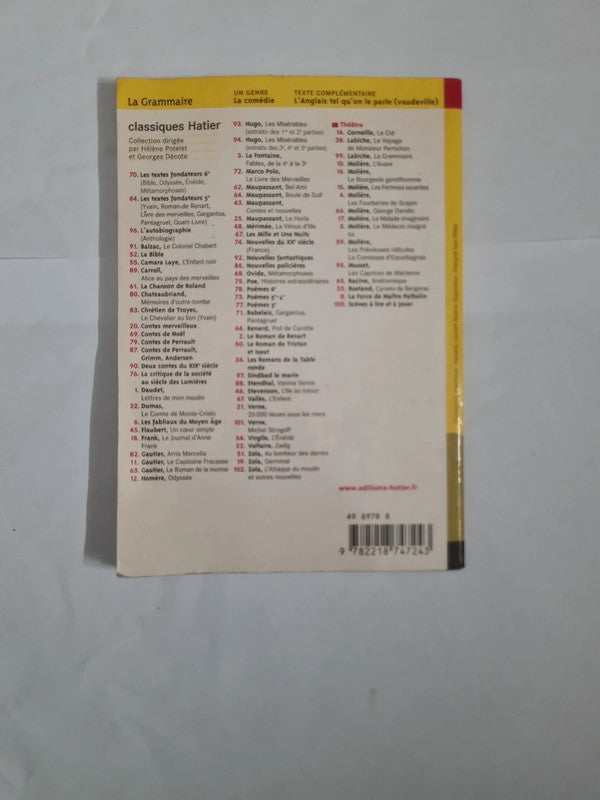 La Grammaire
UN GENRE
La comédie
TEXTE COMPLÉMENTAIRE
L'Anglais tel qu'on le parle (vaudeville)
classiques Hatier
Collection dirigée
par Hélène Potelet
et Georges Décote
70. Les textes fondateurs 6e
(Bible, Odyssée, Énéide,
Métamorphoses)
84. Les textes fondateurs 5e
(Yvain, Roman de Renart,
Livre des merveilles, Gargantua,
Pantagruel, Quart-Livre)
96. L'autobiographie
(Anthologie)
91. Balzac, Le Colonel Chabert
52. La Bible
55. Camara Laye, L'Enfant noir
89. Carroll,
Alice au pays des merveilles
61. La Chanson de Roland
80. Chateaubriand,
Mémoires d'outre-tombe
83. Chrétien de Troyes,
Le Chevalier au lion (Yvain)
20. Contes merveilleux
69. Contes de Noël
79. Contes de Perrault
87. Contes de Perrault,
Grimm, Andersen
90. Deux contes du XIXe siècle
76. La critique de la société
au siècle des Lumières
1. Daudet,
Lettres de mon moulin
32. Dumas,
Le Comte de Monte-Cristo
6. Les fabliaux du Moyen Âge
45. Flaubert, Un cœur simple
18. Frank, Le Journal d'Anne
Frank
82. Gautier, Arria Marcella
11. Gautier, Le Capitaine Fracasse
63. Gautier, Le Roman de la momie
12. Homère, Odyssée
93. Hugo, Les Misérables
(extraits des 1re et 2e parties)
94. Hugo, Les Misérables
(extraits des 3e, 4e et 5e parties)
3. La Fontaine,
Fables, de la 6e à la 3e
72. Marco Polo,
Le Livre des Merveilles
62. Maupassant, Bel-Ami
64. Maupassant, Boule de Suif
43. Maupassant,
Contes et nouvelles
25. Maupassant, Le Horla
48. Mérimée, La Vénus d'Ille
67. Les Mille et Une Nuits
74. Nouvelles du XXe siècle
(France)
92. Nouvelles fantastiques
86. Nouvelles policières
68. Ovide, Métamorphoses
75. Poe, Histoires extraordinaires
78. Poèmes 6e
73. Poèmes 5e-4e
77. Poèmes 3e
71. Rabelais, Gargantua,
Pantagruel
44. Renard, Poil de Carotte
2. Le Roman de Renart
50. Le Roman de Tristan
et Iseut
34. Les Romans de la Table
ronde
97. Sindbad le marin
88. Stendhal, Vanina Vanini
46. Stevenson, L'Île au trésor
47. Vallès, L'Enfant
21. Verne,
20 000 lieues sous les mers
101. Verne,
Michel Strogoff
54. Virgile, L'Énéide
22. Voltaire, Zadig
51. Zola, Au bonheur des dames
19. Zola, Germinal
102. Zola, L'Attaque du moulin
et autres nouvelles
Théâtre
14. Corneille, Le Cid
38. Labiche, Le Voyage
de Monsieur Perrichon
99. Labiche, La Grammaire
10. Molière, L'Avare
16. Molière,
Le Bourgeois gentilhomme
15. Molière, Les Femmes savantes
4. Molière,
Les Fourberies de Scapin
66. Molière, George Dandin
17. Molière, Le Malade imaginaire
5. Molière, Le Médecin malgré
lui
59. Molière,
Les Précieuses ridicules
La Comtesse d'Escarbagnas
95. Musset,
Les Caprices de Marianne
65. Racine, Andromaque
33. Rostand, Cyrano de Bergerac
8. La Farce de Maître Pathelin
100. Scènes à lire et à jouer
www.editions-hatier.fr
49 6978 8
9 782218 747243